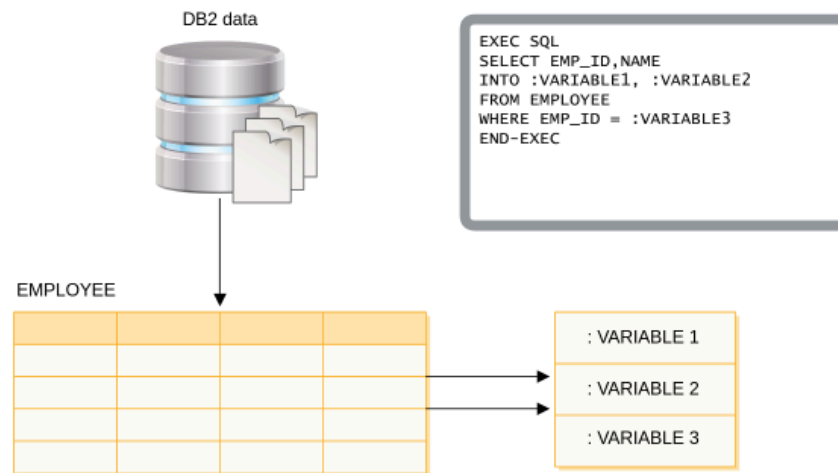 DB2 data
EXEC SQL
SELECT EMP_ID,NAME
INTO :VARIABLE1, :VARIABLE2
FROM EMPLOYEE
WHERE EMP_ID = :VARIABLE3
END-EXEC
EMPLOYEE
: VARIABLE 1
: VARIABLE 2
: VARIABLE 3